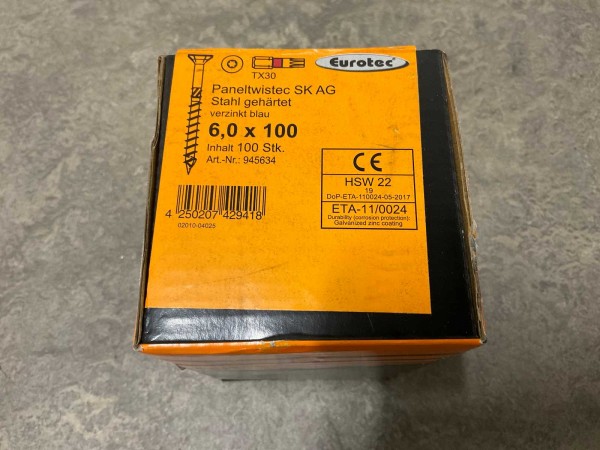 Eurotec®
TX30
Paneltwistec SK AG
Stahl gehärtet
verzinkt blau
6,0 x 100
Inhalt 100 Stk.
Art.-Nr.: 945634
4 250207 429418
02010-04025
CE
HSW 22
19
DoP-ETA-110024-05-2017
ETA-11/0024
Durability (corrosion protection):
Galvanized zinc coating